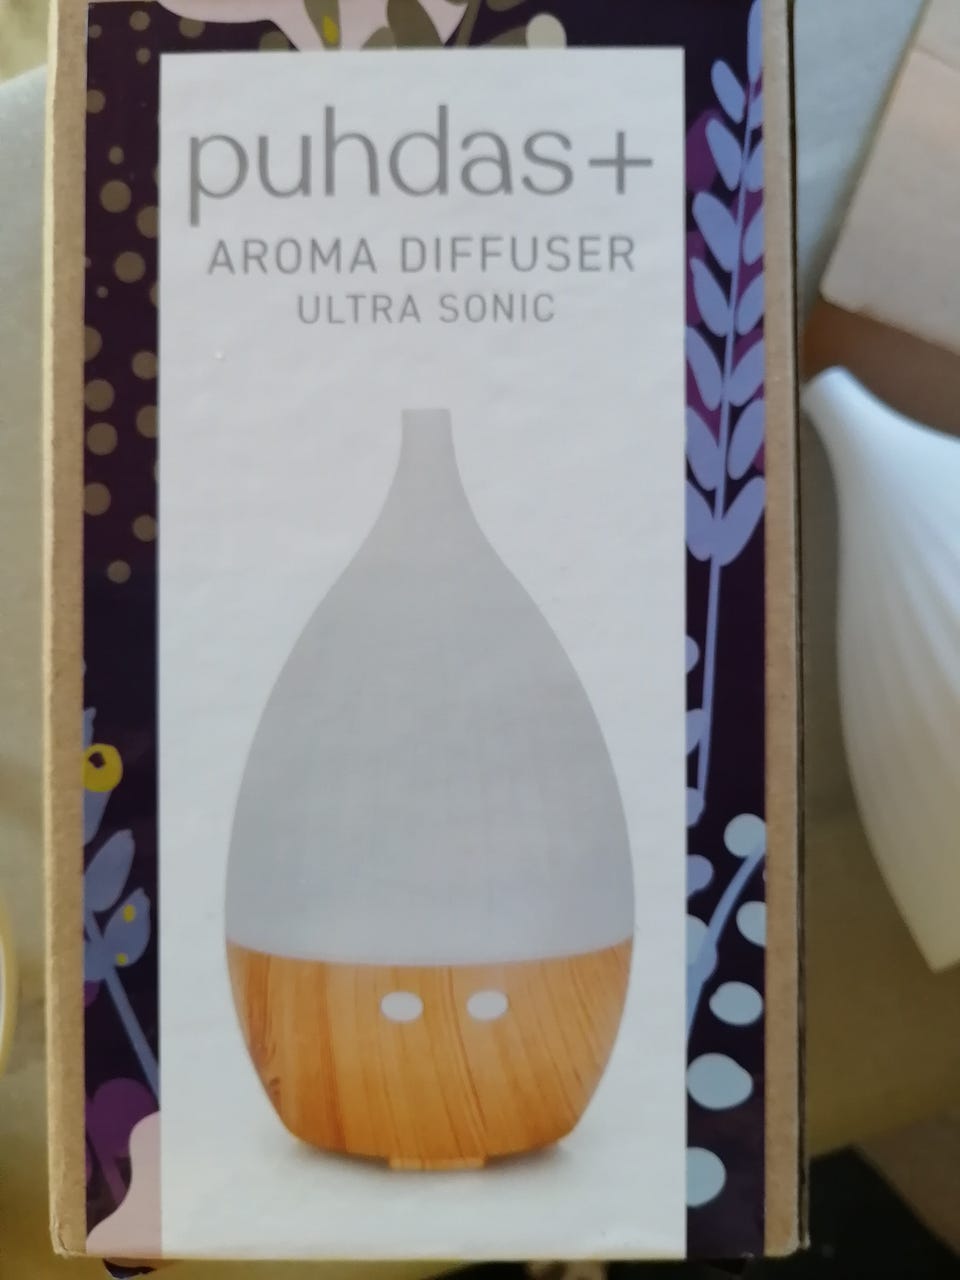 puhdas+
AROMA DIFFUSER
ULTRA SONIC